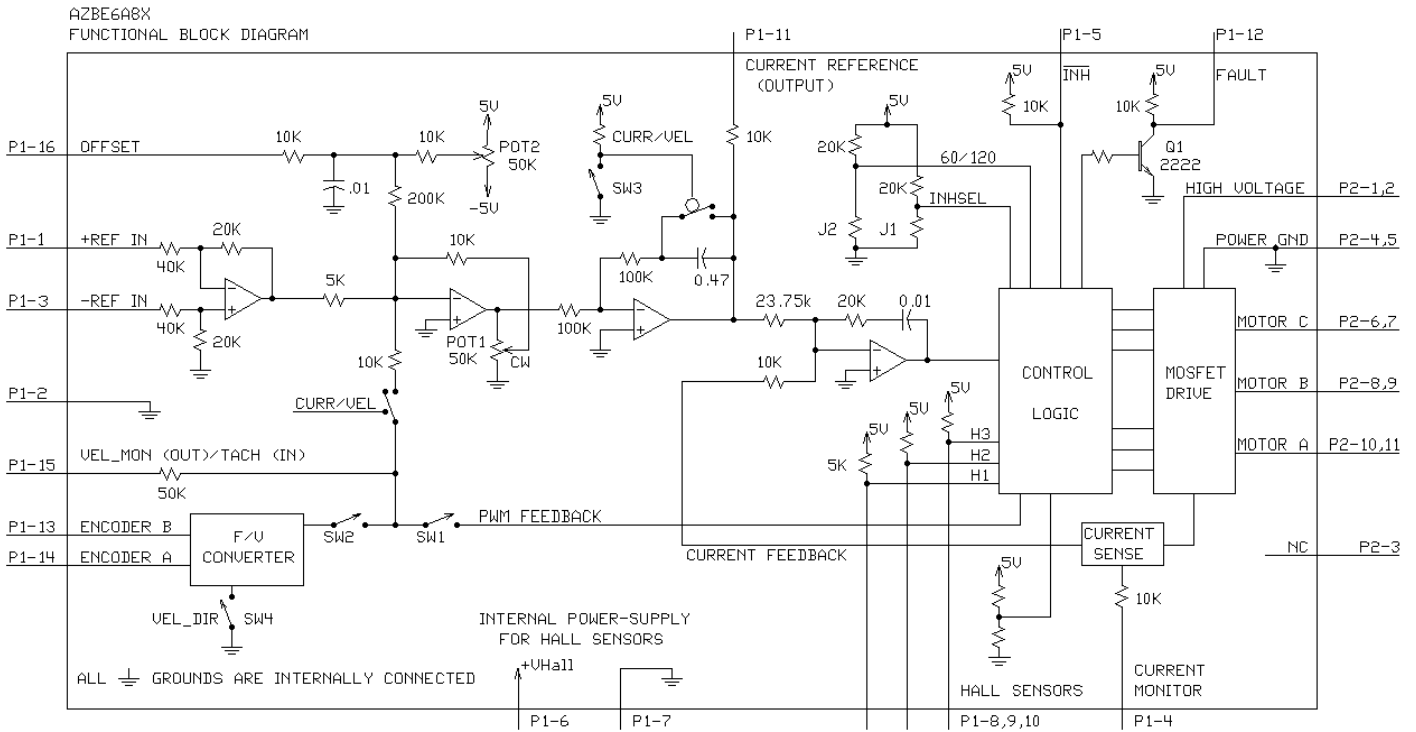 AZBE6A8X
FUNCTIONAL BLOCK DIAGRAM
P1-11
P1-5
P1-12
CURRENT REFERENCE
(OUTPUT)
5V
INH
10K
5V
10K
FAULT
Q1
2222
P1-16
OFFSET
10K
10K
5V
POT2
50K
-5V
.01
200K
5V
CURR/VEL
SW3
10K
5V
20K
60/120
20K
INHSEL
J2
J1
HIGH VOLTAGE
P2-1,2
P1-1
+REF IN
20K
40K
10K
100K
0.47
POWER GND
P2-4,5
P1-3
-REF IN
40K
20K
5K
POT1
50K
CW
100K
23.75k
20K
0.01
10K
CONTROL
LOGIC
MOSFET
DRIVE
MOTOR C
P2-6,7
MOTOR B
P2-8,9
MOTOR A
P2-10,11
P1-2
10K
CURR/VEL
5V
5V
5V
5K
H3
H2
H1
P1-15
VEL_MON (OUT)/TACH (IN)
50K
P1-13
ENCODER B
P1-14
ENCODER A
F/V
CONVERTER
SW2
SW1
PWM FEEDBACK
CURRENT FEEDBACK
CURRENT
SENSE
NC
P2-3
VEL_DIR
SW4
5V
10K
INTERNAL POWER-SUPPLY
FOR HALL SENSORS
+VHall
ALL GROUNDS ARE INTERNALLY CONNECTED
HALL SENSORS
CURRENT
MONITOR
P1-6
P1-7
P1-8,9,10
P1-4